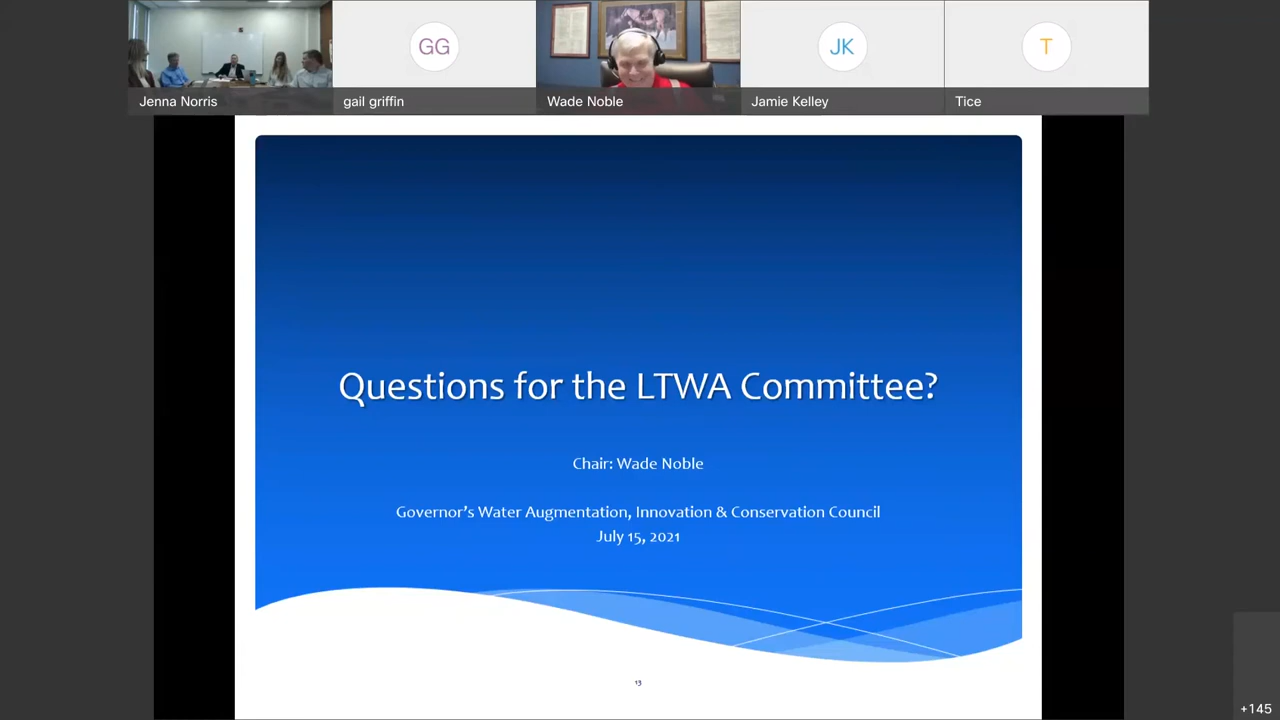 GG
JK
T
Jenna Norris
gail griffin
Wade Noble
Jamie Kelley
Tice
Questions for the LTWA Committee?
Chair: Wade Noble
Governor's Water Augmentation, Innovation & Conservation Council
July 15, 2021
13
+145